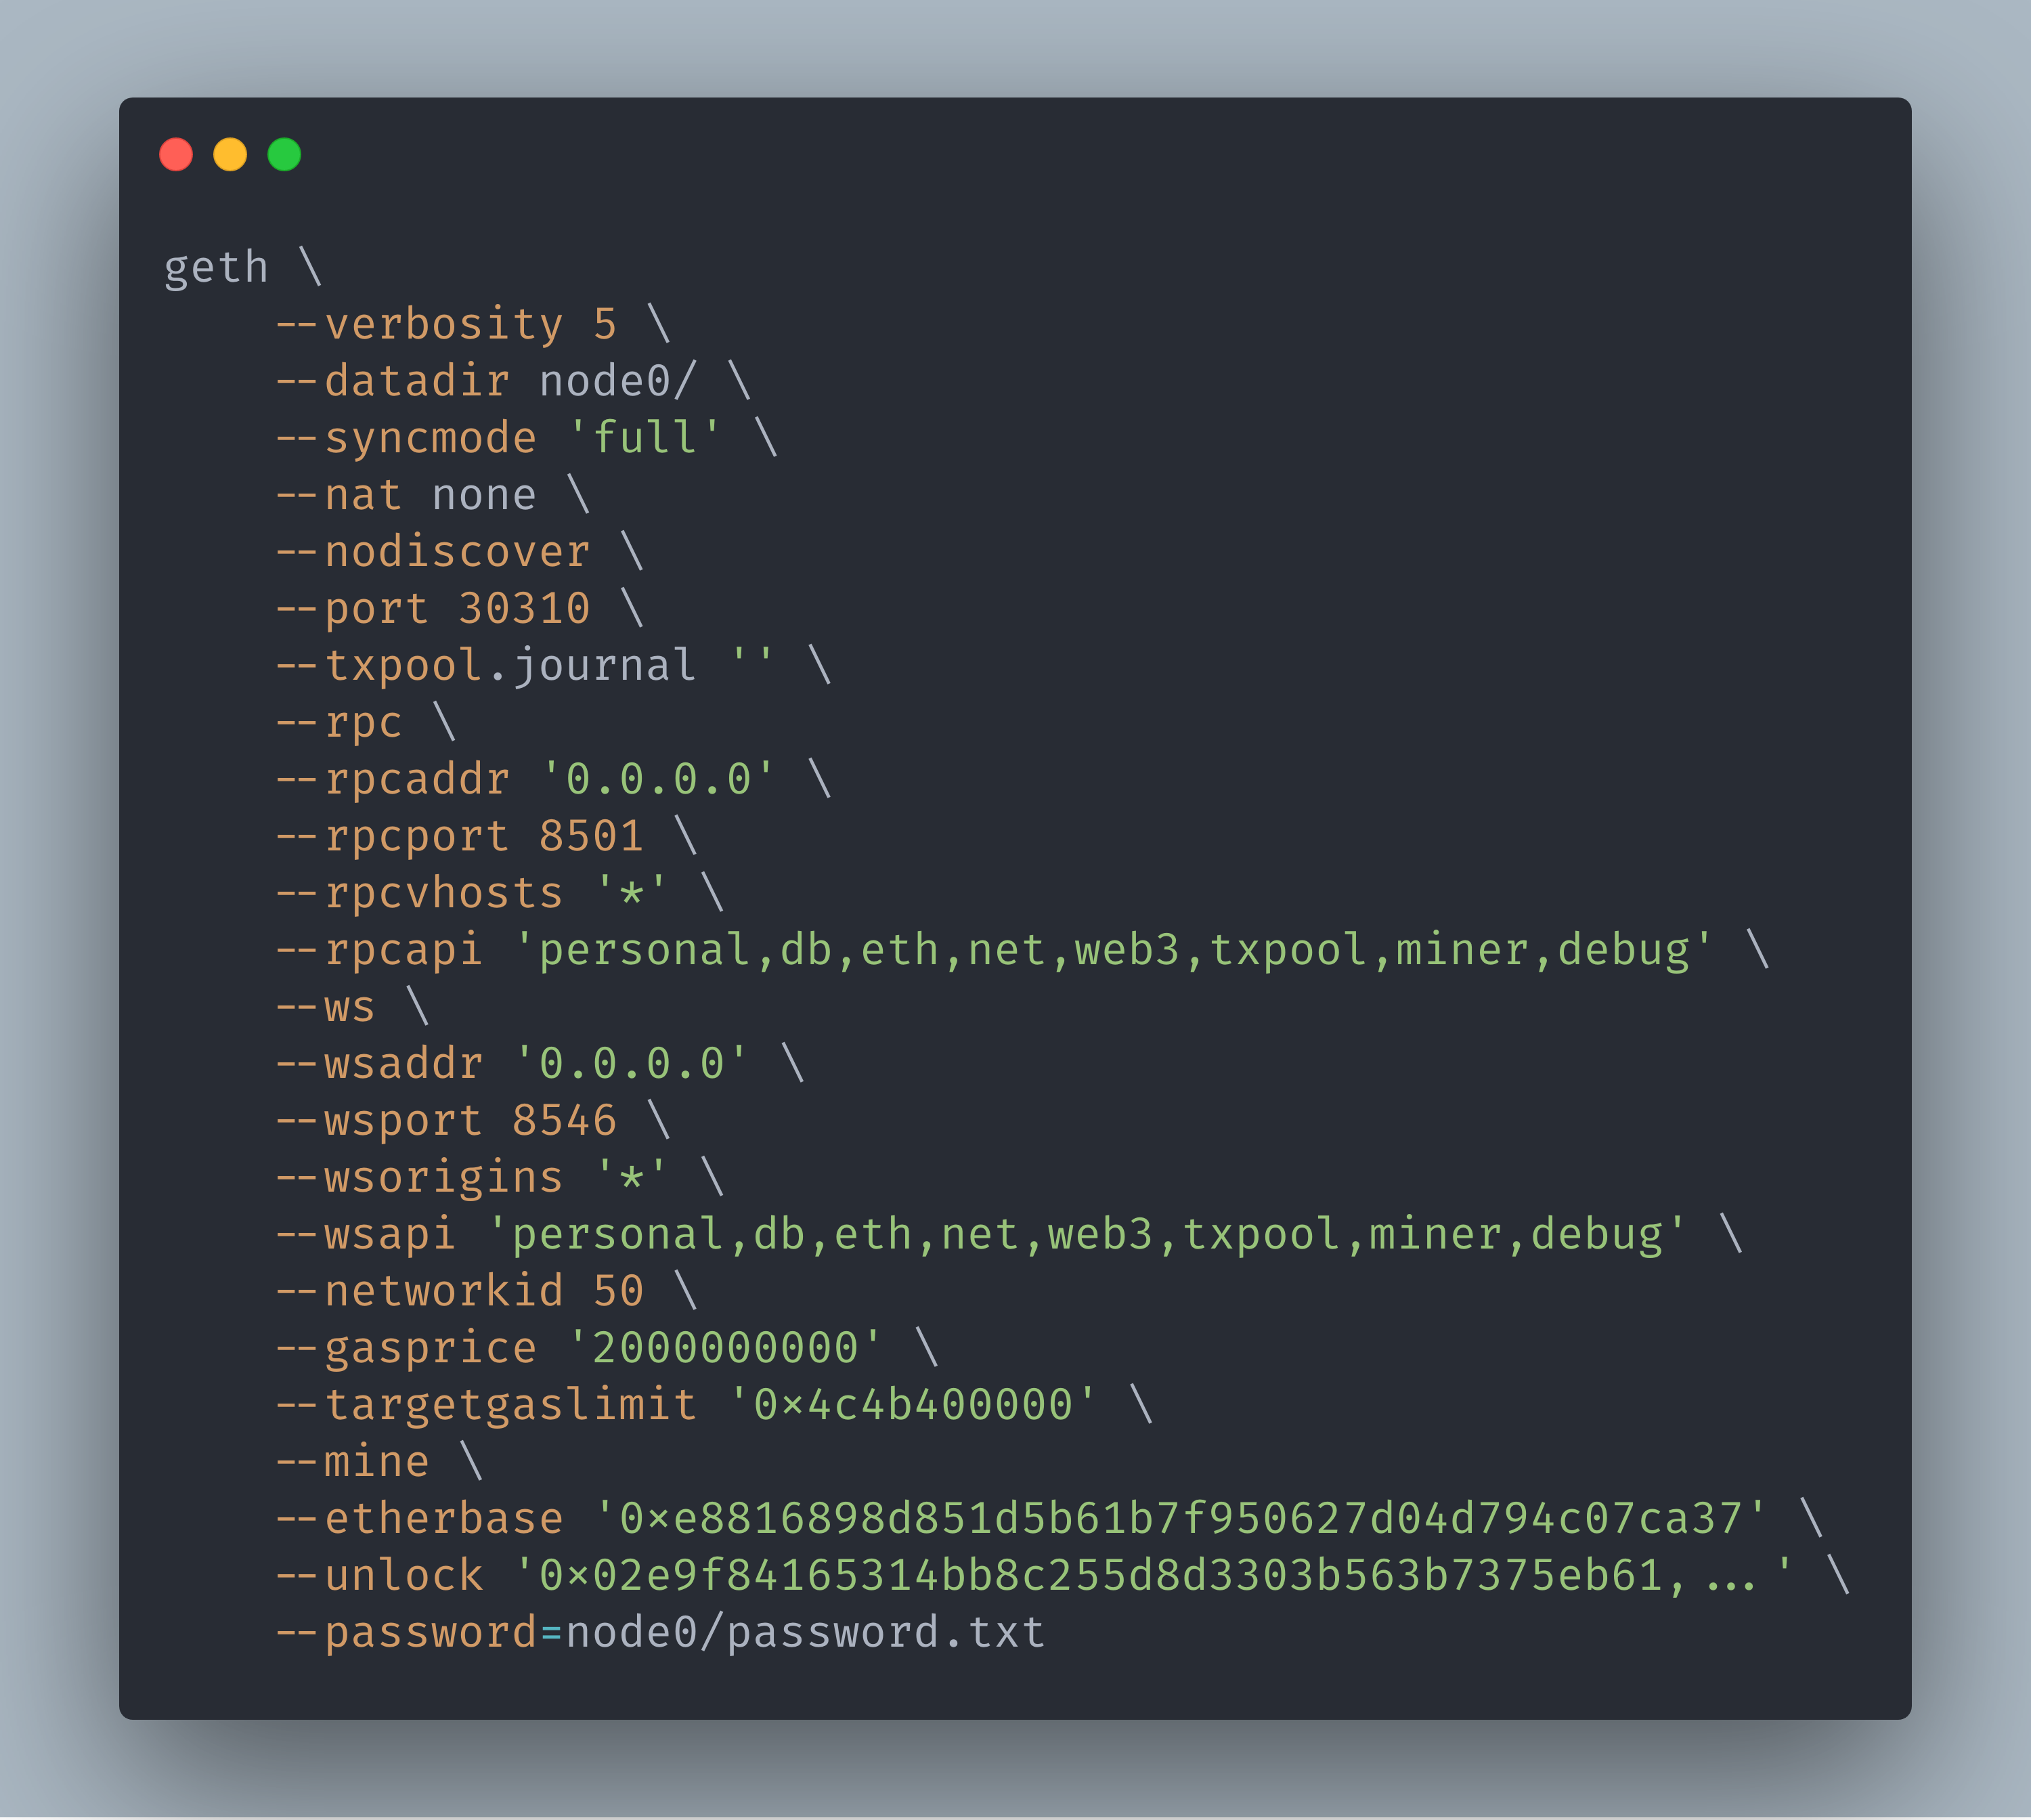 geth \
--verbosity 5 \
--datadir node0/ \
--syncmode 'full' \
--nat none \
--nodiscover \
--port 30310 \
--txpool.journal '' \
--rpc \
--rpcaddr '0.0.0.0' \
--rpcport 8501 \
--rpcvhosts '*' \
--rpcapi 'personal,db,eth,net,web3,txpool,miner,debug' \
--ws \
--wsaddr '0.0.0.0' \
--wsport 8546 \
--wsorigins '*' \
--wsapi 'personal,db,eth,net,web3,txpool,miner,debug' \
--networkid 50 \
--gasprice '2000000000' \
--targetgaslimit '0x4c4b400000' \
--mine \
--etherbase '0xe8816898d851d5b61b7f950627d04d794c07ca37' \
--unlock '0x02e9f84165314bb8c255d8d3303b563b7375eb61,...' \
--password=node0/password.txt